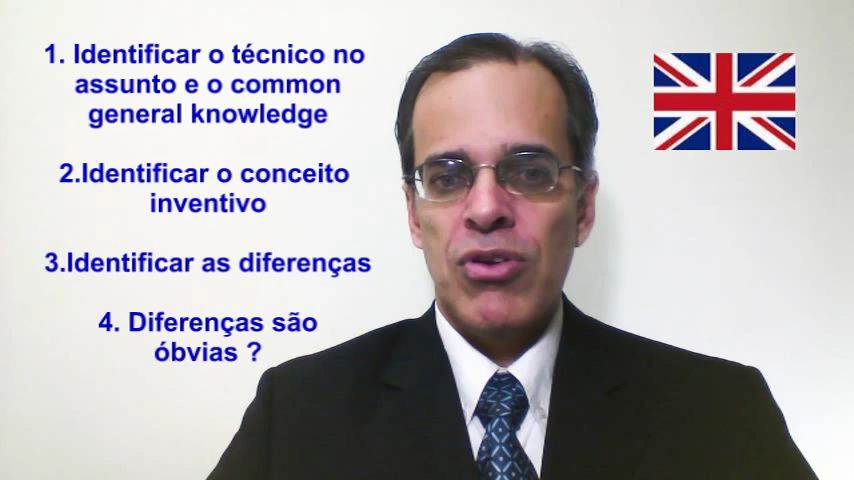 1. Identificar o técnico no
assunto e o common
general knowledge
2.Identificar o conceito
inventivo
3.Identificar as diferenças
4. Diferenças são
óbvias ?